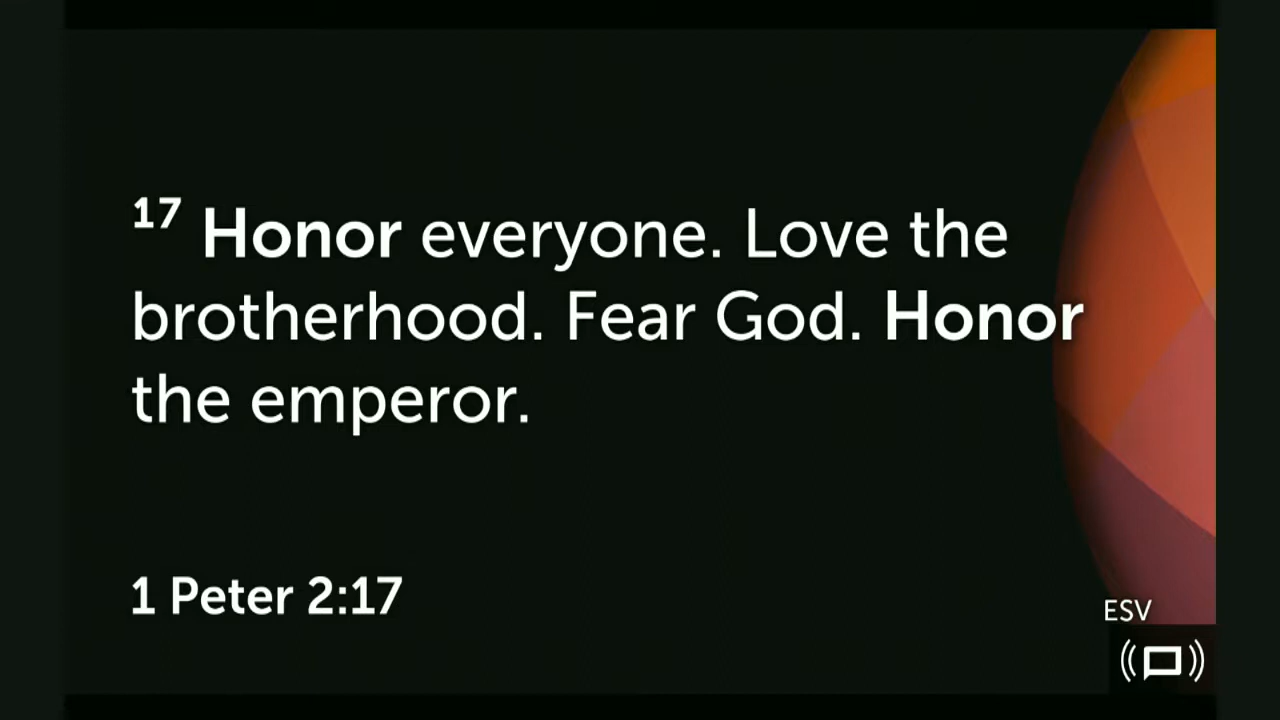 17 Honor everyone. Love the
brotherhood. Fear God. Honor
the emperor.
1 Peter 2:17
ESV